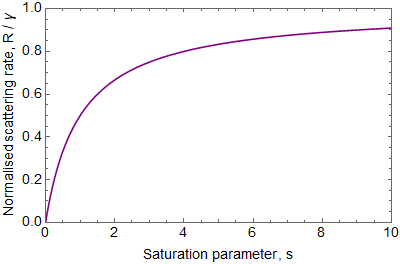 Normalised scattering rate, R / γ
1.0
0.8
0.6
0.4
0.2
0.0
0 2 4 6 8 10
Saturation parameter, s